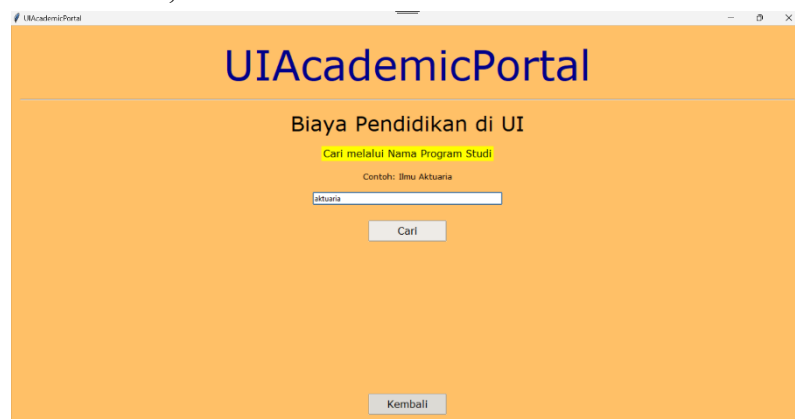 UIAcademicPortal
UIAcademicPortal
Biaya Pendidikan di UI
Cari melalui Nama Program Studi
Contoh: Ilmu Aktuaria
aktuaria
Cari
Kembali